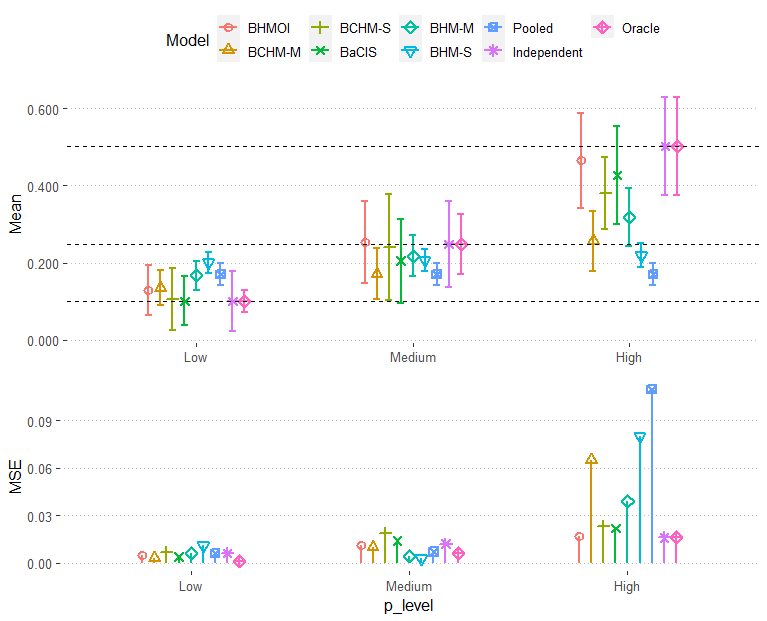 Model BHMOI BCHM-S BHM-M Pooled Oracle
BCHM-M BaCIS BHM-S Independent
0.600
0.400
0.200
0.000
Mean
Low Medium High
0.09
0.06
0.03
0.00
MSE
Low Medium High
p_level